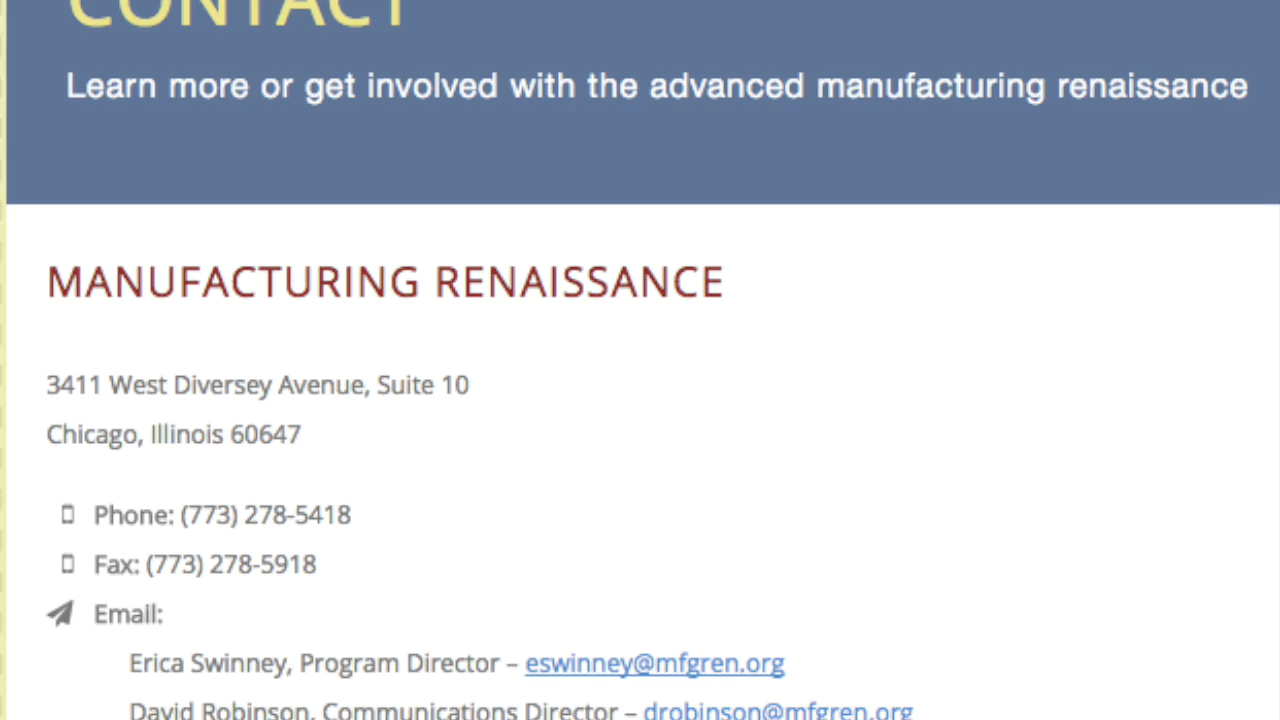 CONTACT
Learn more or get involved with the advanced manufacturing renaissance
MANUFACTURING RENAISSANCE
3411 West Diversey Avenue, Suite 10
Chicago, Illinois 60647
Phone: (773) 278-5418
Fax: (773) 278-5918
Email:
Erica Swinney, Program Director – eswinney@mfgren.org
David Robinson, Communications Director – drobinson@mfgren.org